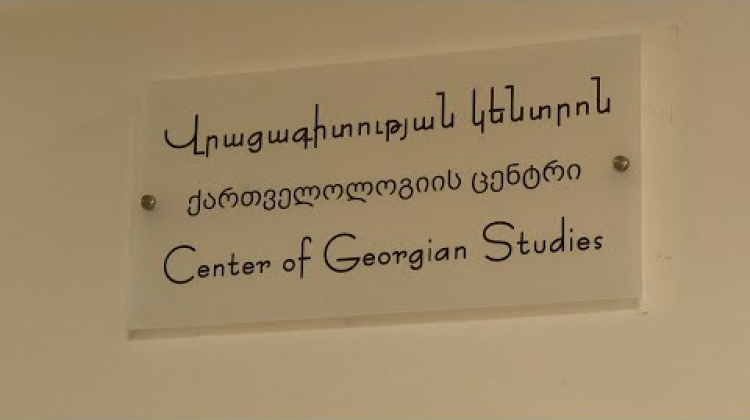 Վրացագիտության կենտրոն
ქართველოლოგიის ცენტრი
Center of Georgian Studies